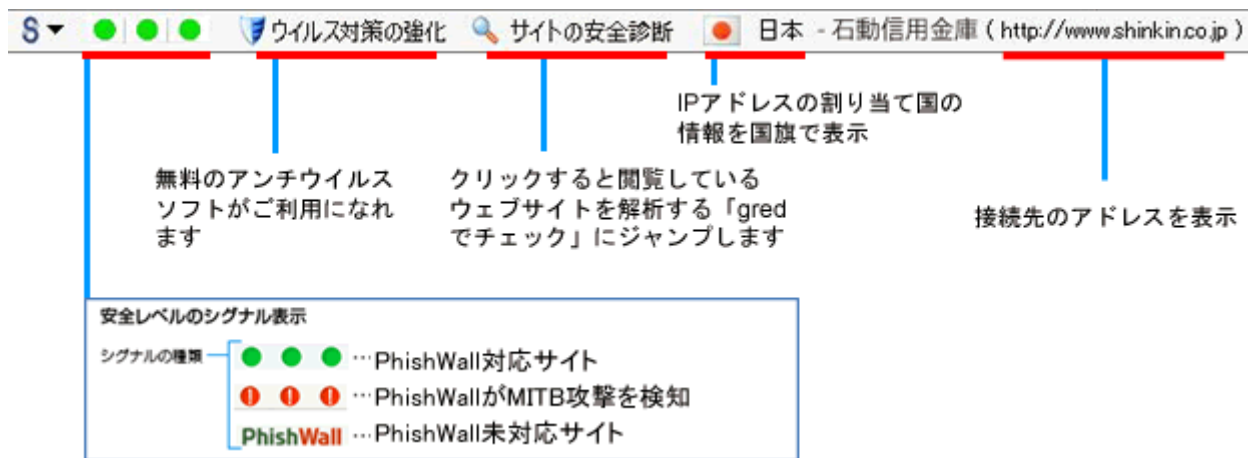 S▼ ウイルス対策の強化 サイトの安全診断 日本 - 石動信用金庫 ( http://www.shinkin.co.jp )
IPアドレスの割り当て国の
情報を国旗で表示
無料のアンチウイルス
ソフトがご利用になれ
ます
クリックすると閲覧している
ウェブサイトを解析する「gred
でチェック」にジャンプします
接続先のアドレスを表示
安全レベルのシグナル表示
シグナルの種類
…PhishWall対応サイト
…PhishWallがMITB攻撃を検知
PhishWall …PhishWall未対応サイト